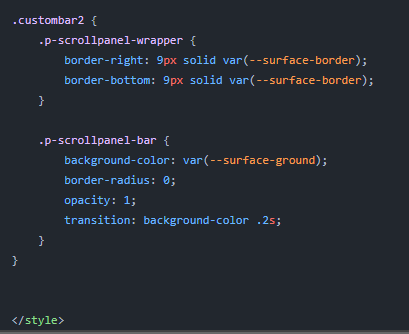 .custombar2 {
    .p-scrollpanel-wrapper {
        border-right: 9px solid var(--surface-border);
        border-bottom: 9px solid var(--surface-border);
    }

    .p-scrollpanel-bar {
        background-color: var(--surface-ground);
        border-radius: 0;
        opacity: 1;
        transition: background-color .2s;
    }
}

</style>